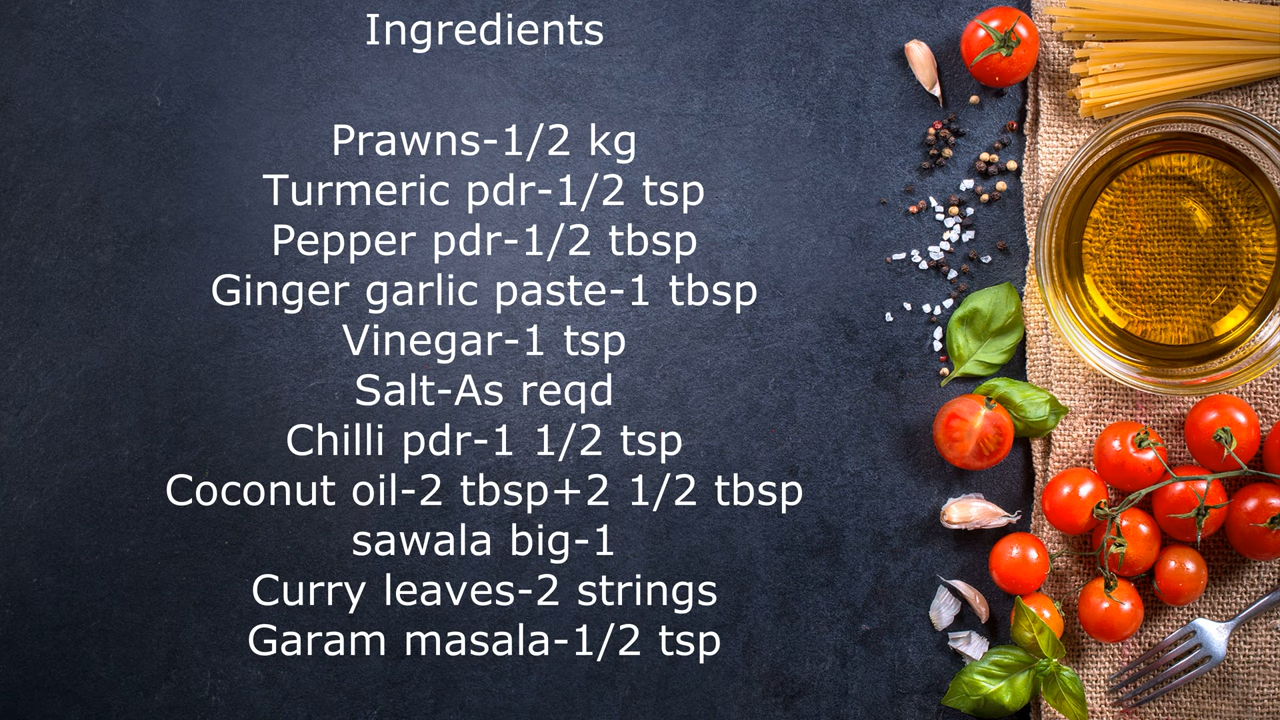 Ingredients
Prawns-1/2 kg
Turmeric pdr-1/2 tsp
Pepper pdr-1/2 tbsp
Ginger garlic paste-1 tbsp
Vinegar-1 tsp
Salt-As reqd
Chilli pdr-1 1/2 tsp
Coconut oil-2 tbsp+2 1/2 tbsp
sawala big-1
Curry leaves-2 strings
Garam masala-1/2 tsp